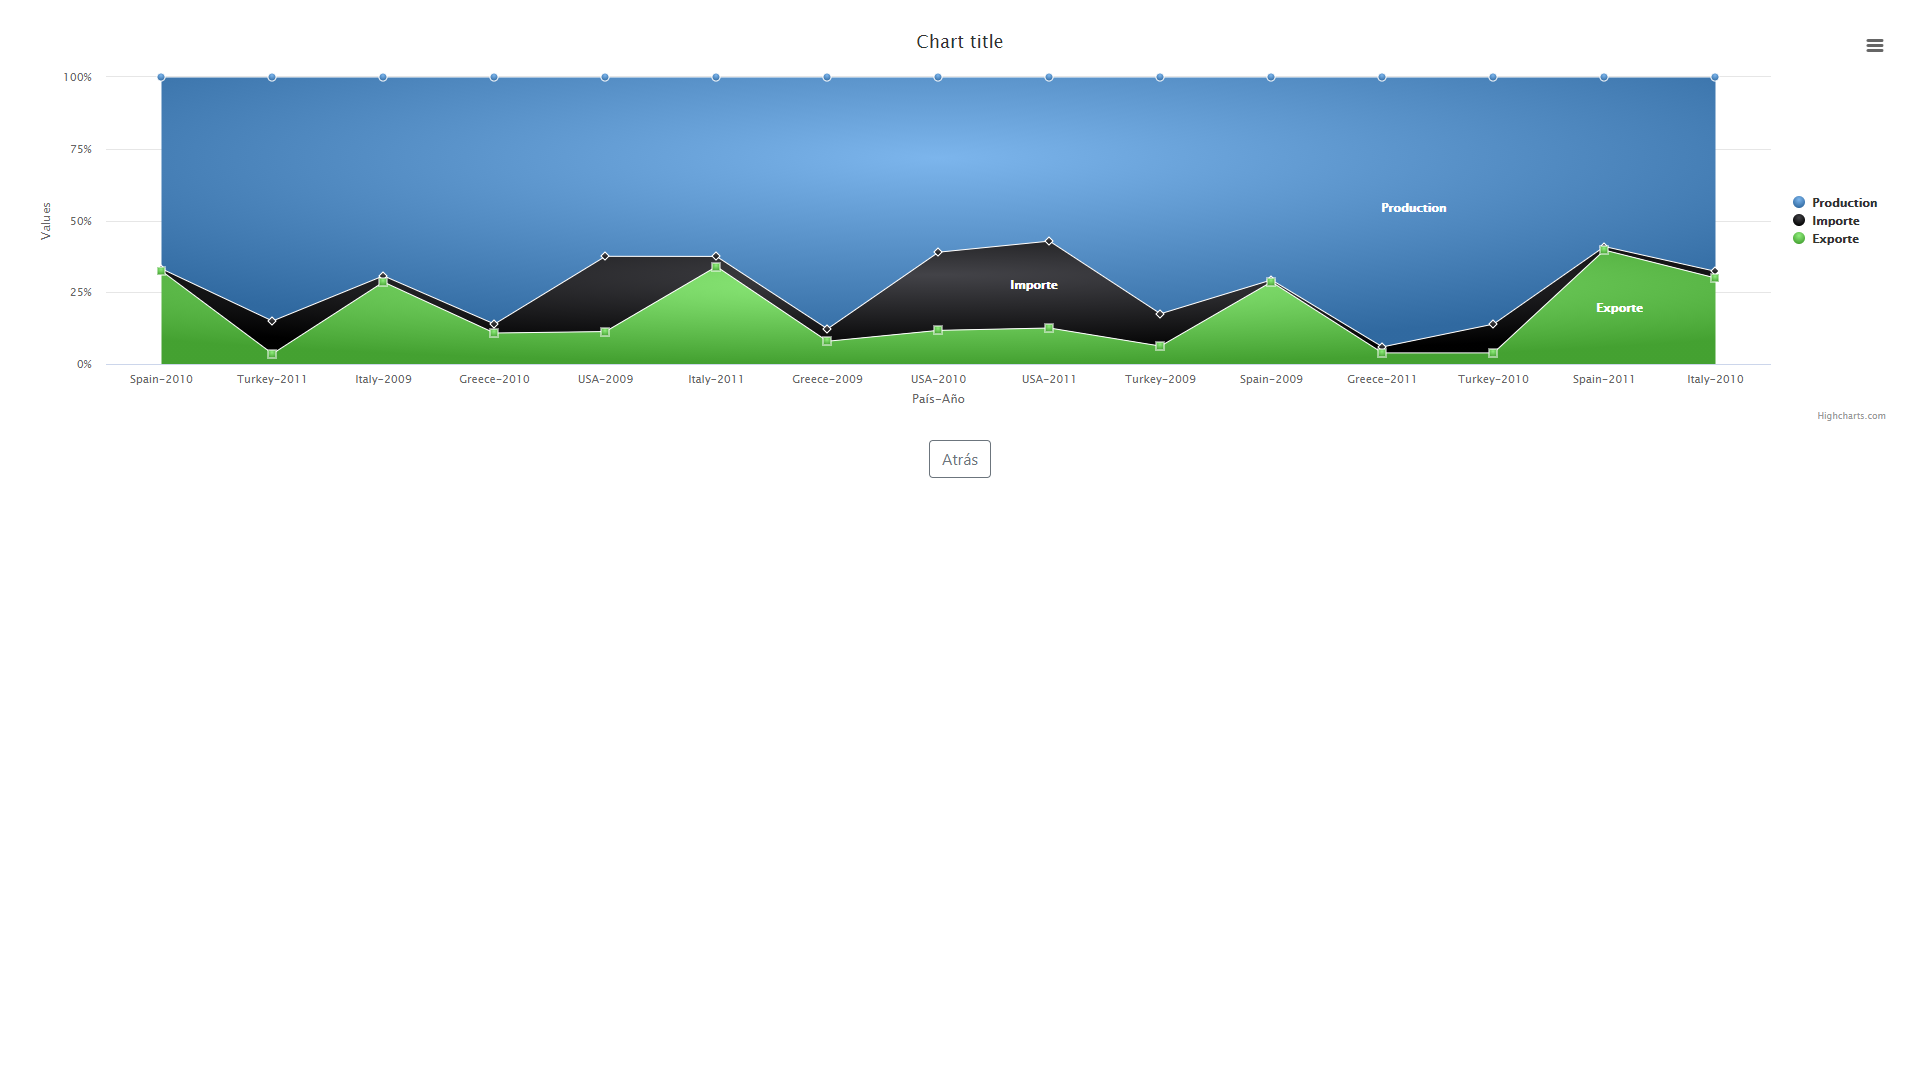 Chart title
Values
100%
75%
50%
25%
0%
Production
Importe
Exporte
Production
Importe
Exporte
Spain-2010
Turkey-2011
Italy-2009
Greece-2010
USA-2009
Italy-2011
Greece-2009
USA-2010
USA-2011
Turkey-2009
Spain-2009
Greece-2011
Turkey-2010
Spain-2011
Italy-2010
País-Año
Highcharts.com
Atrás